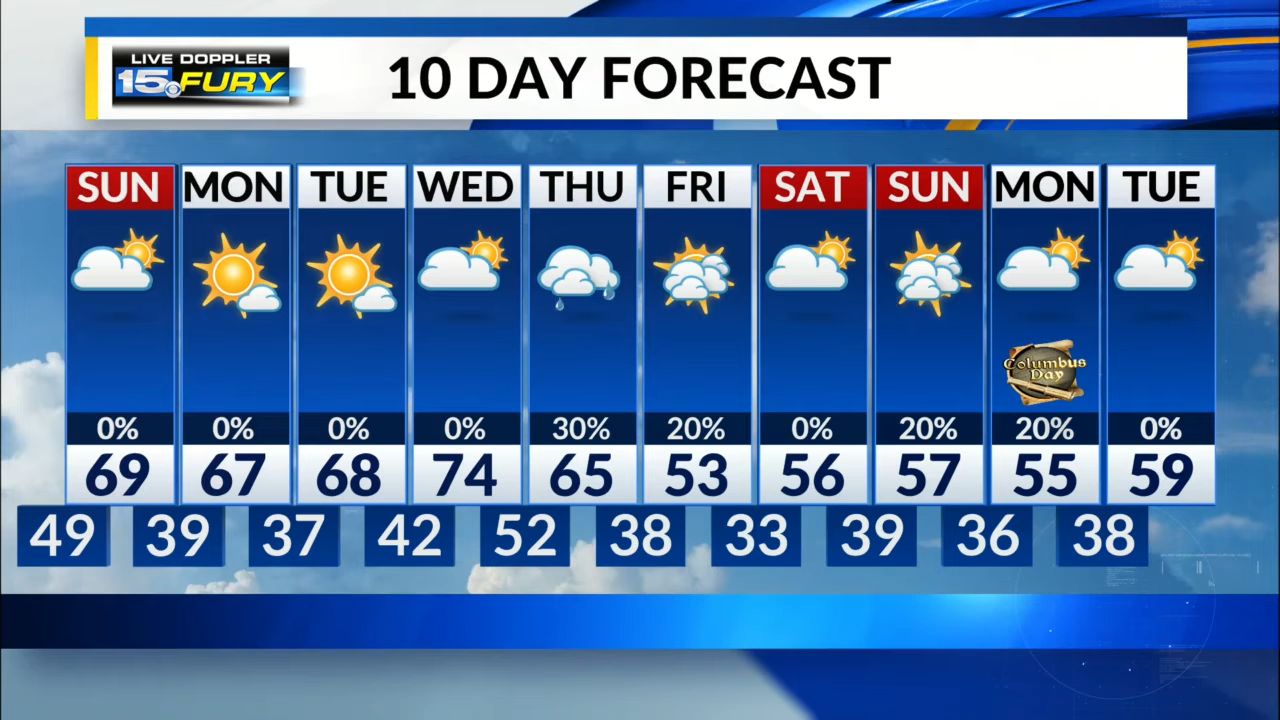 LIVE DOPPLER
15 FURY
10 DAY FORECAST
SUN MON TUE WED THU FRI SAT SUN MON TUE
Columbus
Day
0% 0% 0% 0% 30% 20% 0% 20% 20% 0%
69 67 68 74 65 53 56 57 55 59
49 39 37 42 52 38 33 39 36 38